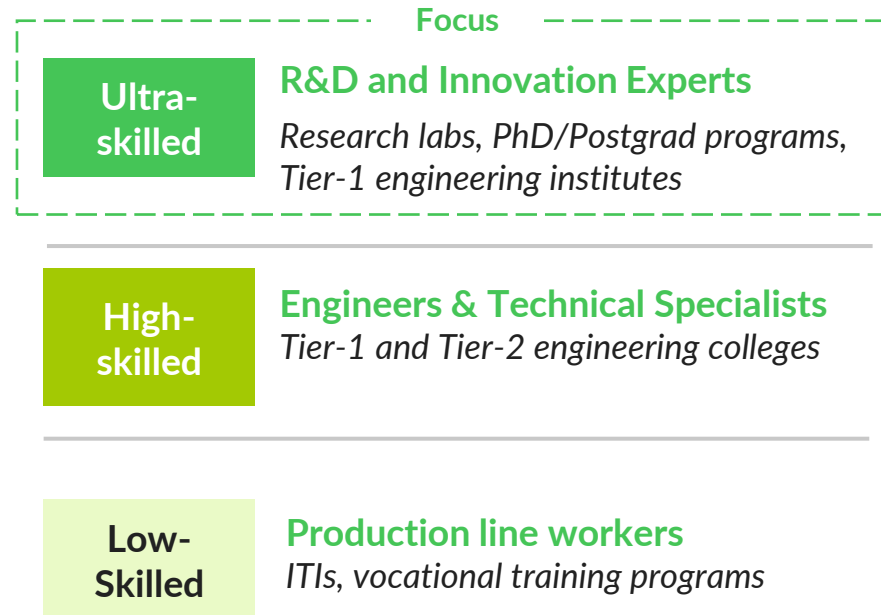 Focus
Ultra-
skilled
R&D and Innovation Experts
Research labs, PhD/Postgrad programs,
Tier-1 engineering institutes
High-
skilled
Engineers & Technical Specialists
Tier-1 and Tier-2 engineering colleges
Low-
Skilled
Production line workers
ITIs, vocational training programs